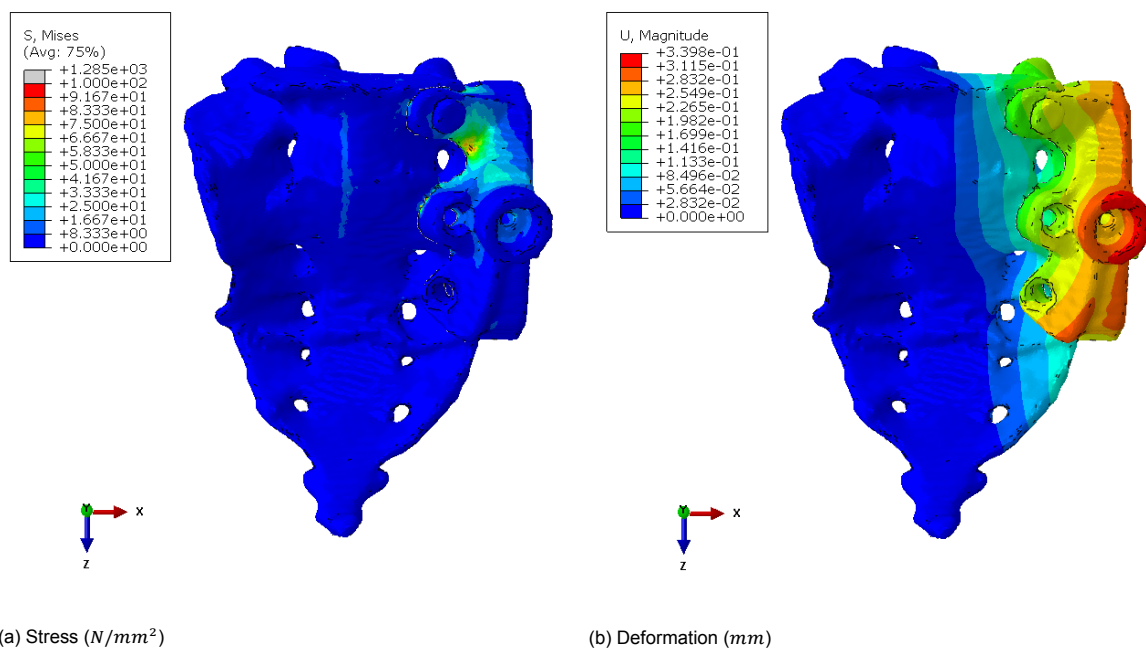 S, Mises
(Avg: 75%)
+1.285e+03
+1.000e+02
+9.167e+01
+8.333e+01
+7.500e+01
+6.667e+01
+5.833e+01
+5.000e+01
+4.167e+01
+3.333e+01
+2.500e+01
+1.667e+01
+8.333e+00
+0.000e+00
Y
X
Z
(a) Stress (N/mm²)
U, Magnitude
+3.398e-01
+3.115e-01
+2.832e-01
+2.549e-01
+2.265e-01
+1.982e-01
+1.699e-01
+1.416e-01
+1.133e-01
+8.496e-02
+5.664e-02
+2.832e-02
+0.000e+00
Y
X
Z
(b) Deformation (mm)